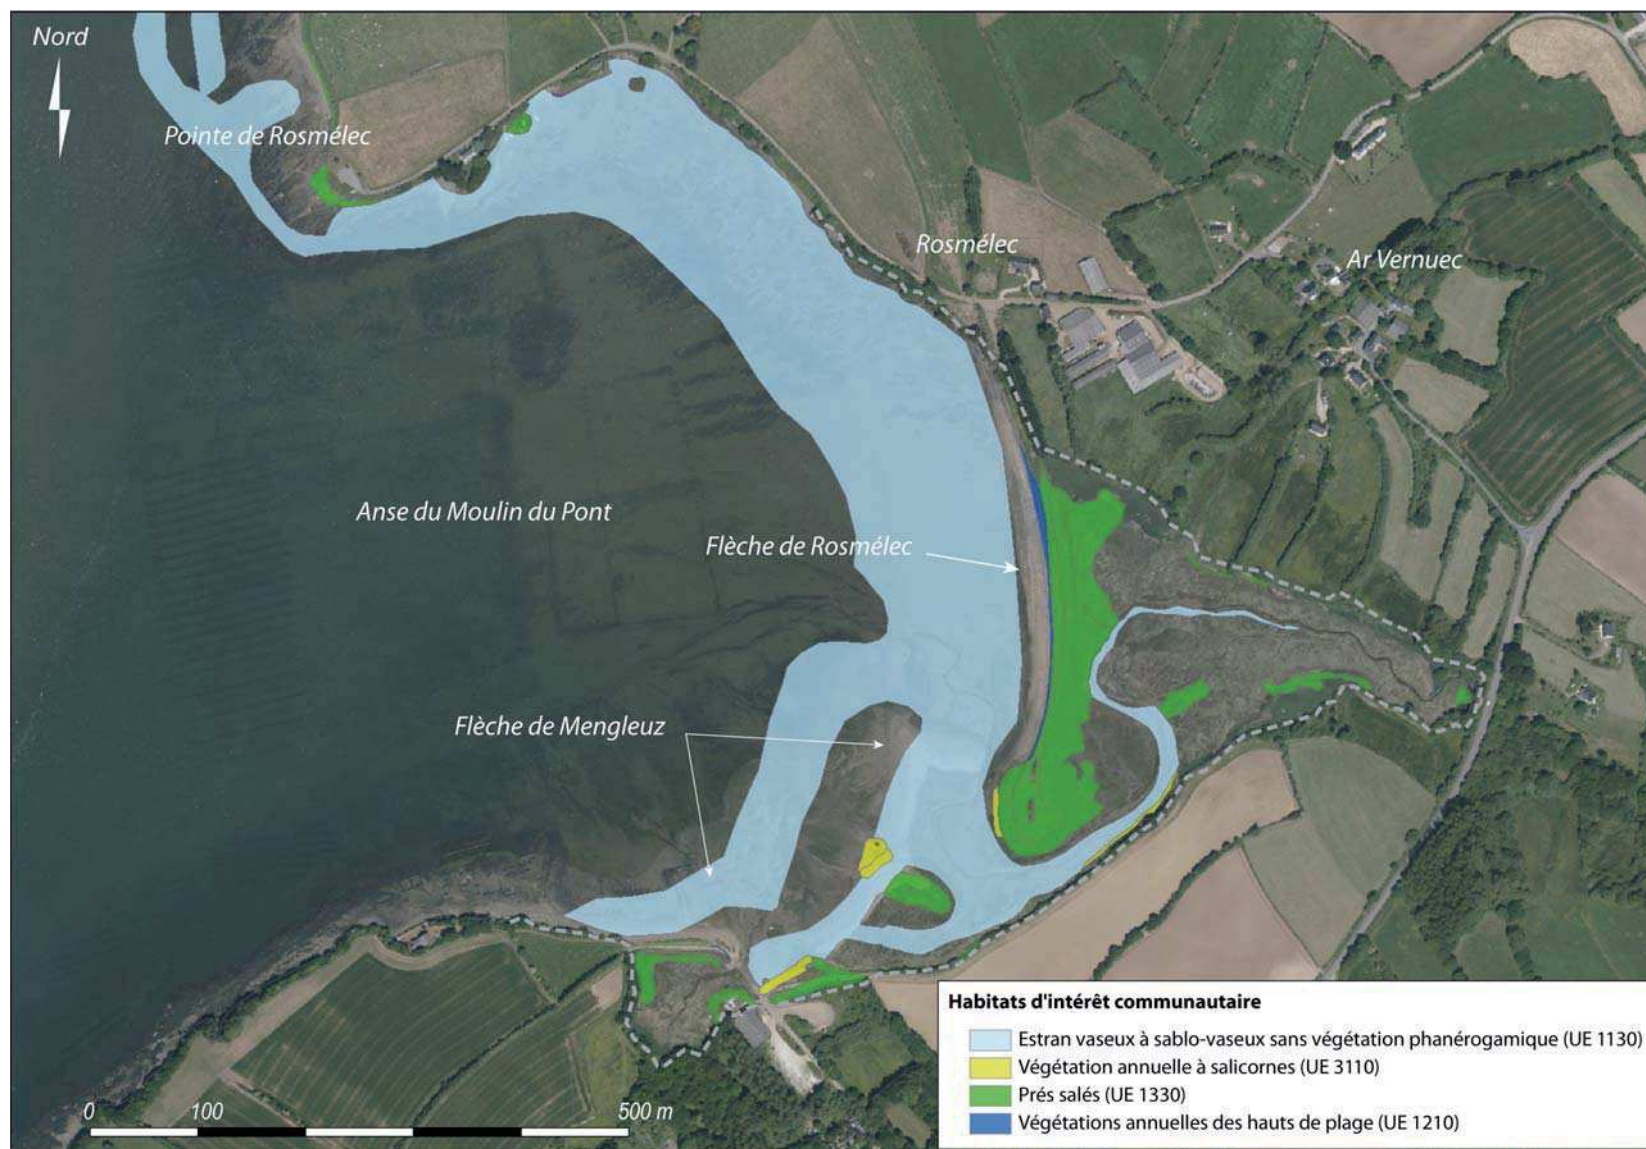 Nord
Pointe de Rosmélec
Rosmélec
Ar Vernuec
Anse du Moulin du Pont
Flèche de Rosmélec
Flèche de Mengleuz
0 100 500 m
Habitats d'intérêt communautaire
Estran vaseux à sablo-vaseux sans végétation phanérogamique (UE 1130)
Végétation annuelle à salicornes (UE 3110)
Prés salés (UE 1330)
Végétations annuelles des hauts de plage (UE 1210)